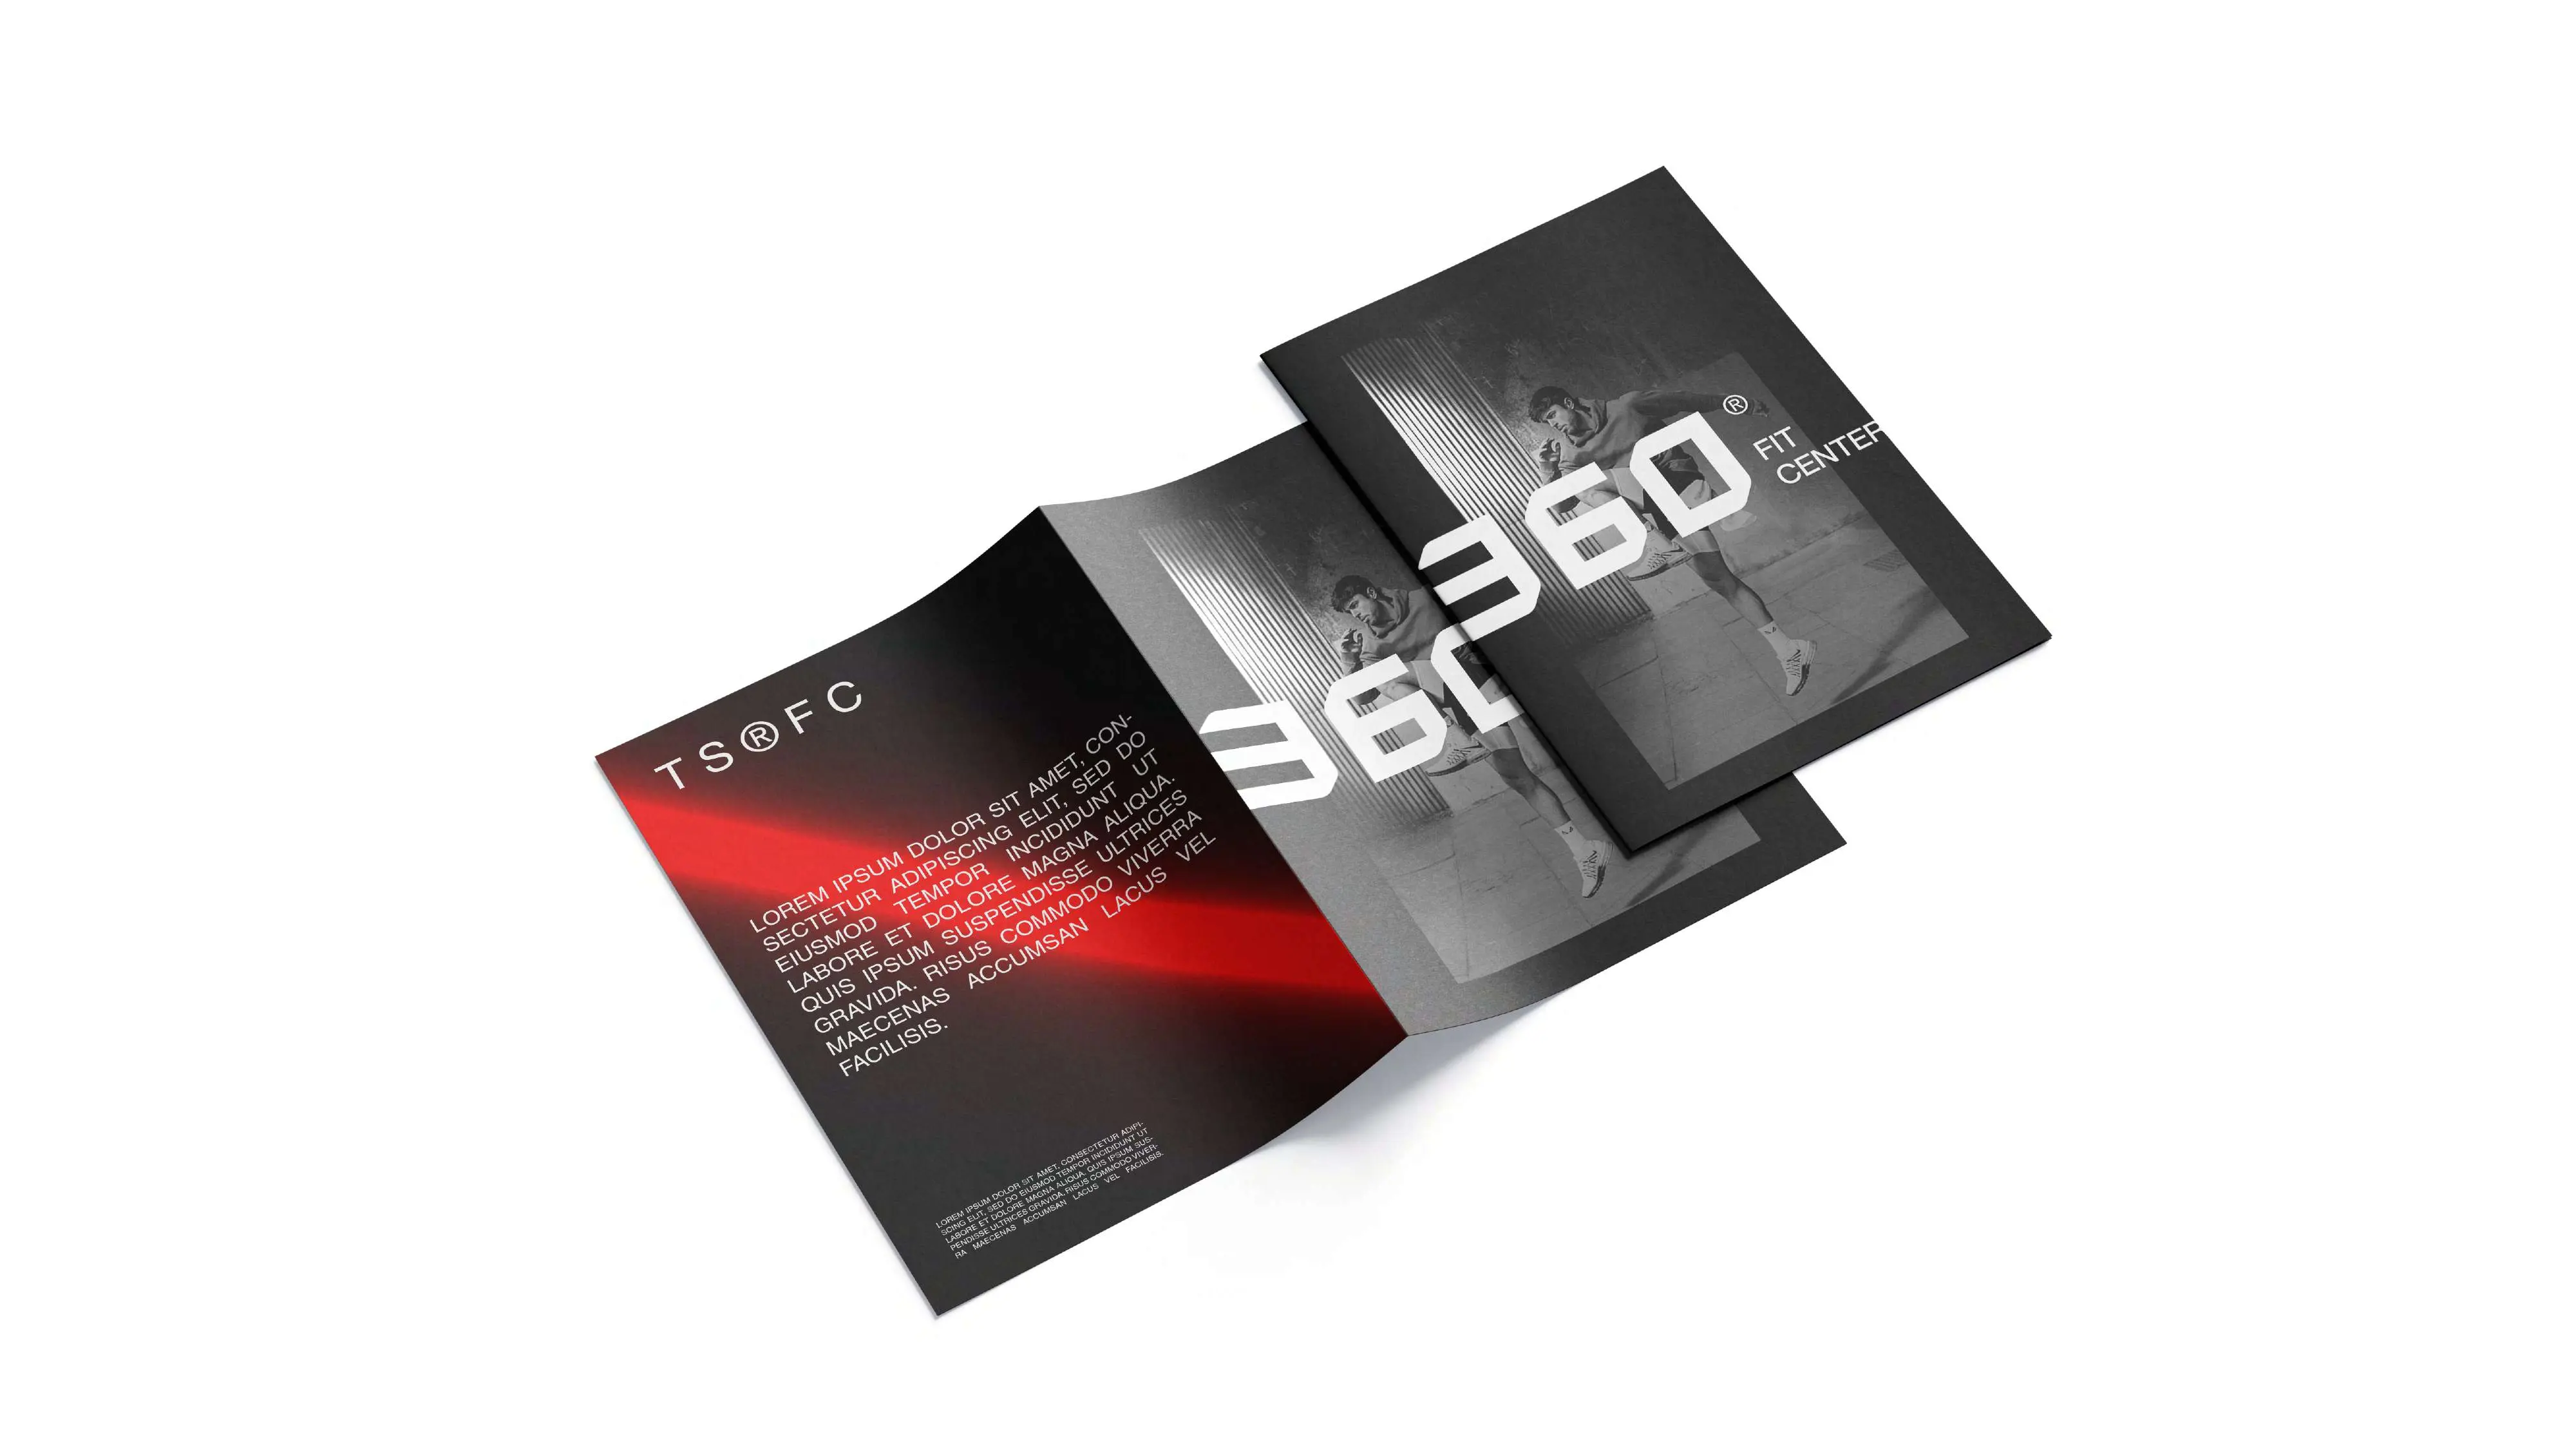 TS®FC
LOREM IPSUM DOLOR SIT AMET, CON-
SECTETUR ADIPISCING ELIT, SED DO
EIUSMOD TEMPOR INCIDIDUNT UT
LABORE ET DOLORE MAGNA ALIQUA.
QUIS IPSUM SUSPENDISSE ULTRICES
GRAVIDA. RISUS COMMODO VIVERRA
MAECENAS ACCUMSAN LACUS VEL
FACILISIS.
LOREM IPSUM DOLOR SIT AMET, CONSECTETUR ADIPI-
SCING ELIT, SED DO EIUSMOD TEMPOR INCIDIDUNT UT
LABORE ET DOLORE MAGNA ALIQUA. QUIS IPSUM SUS-
PENDISSE ULTRICES GRAVIDA. RISUS COMMODO VIVER-
RA MAECENAS ACCUMSAN LACUS VEL FACILISIS.
360
360®
FIT
CENTER